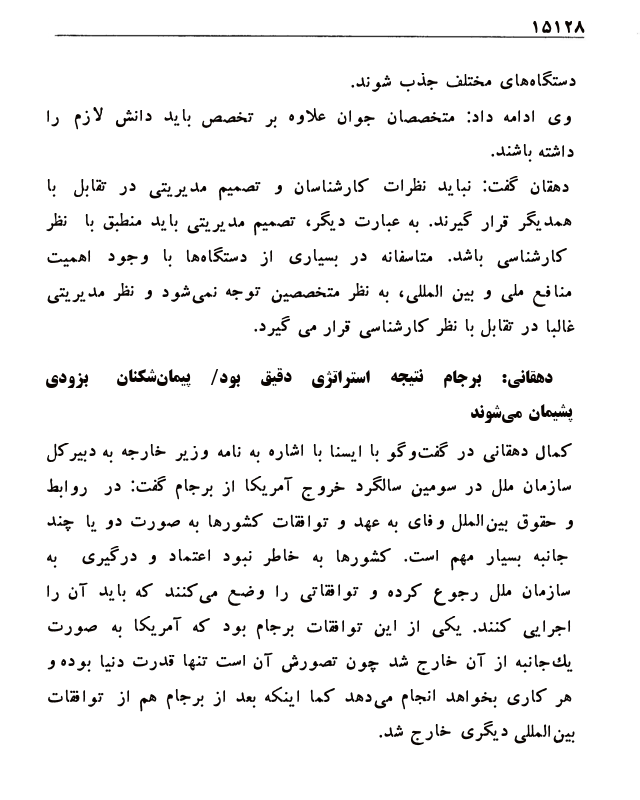 ۱۵۱۲۸
دستگاه‌های مختلف جذب شوند.
وی ادامه داد: متخصصان جوان علاوه بر تخصص باید دانش لازم را
داشته باشند.
دهقان گفت: نباید نظرات کارشناسان و تصمیم مدیریتی در تقابل با
همدیگر قرار گیرند. به عبارت دیگر، تصمیم مدیریتی باید منطبق با نظر
کارشناسی باشد. متاسفانه در بسیاری از دستگاه‌ها با وجود اهمیت
منافع ملی و بین المللی، به نظر متخصصین توجه نمی‌شود و نظر مدیریتی
غالبا در تقابل با نظر کارشناسی قرار می گیرد.
دهقانی: برجام نتیجه استراتژی دقیق بود/ پیمان‌شکنان بزودی
پشیمان می‌شوند
کمال دهقانی در گفت‌وگو با ایسنا با اشاره به نامه وزیر خارجه به دبیرکل
سازمان ملل در سومین سالگرد خروج آمریکا از برجام گفت: در روابط
و حقوق بین‌الملل وفای به عهد و توافقات کشورها به صورت دو یا چند
جانبه بسیار مهم است. کشورها به خاطر نبود اعتماد و درگیری به
سازمان ملل رجوع کرده و توافقاتی را وضع می‌کنند که باید آن را
اجرایی کنند. یکی از این توافقات برجام بود که آمریکا به صورت
یك‌جانبه از آن خارج شد چون تصورش آن است تنها قدرت دنیا بوده و
هر کاری بخواهد انجام می‌دهد کما اینکه بعد از برجام هم از توافقات
بین‌المللی دیگری خارج شد.